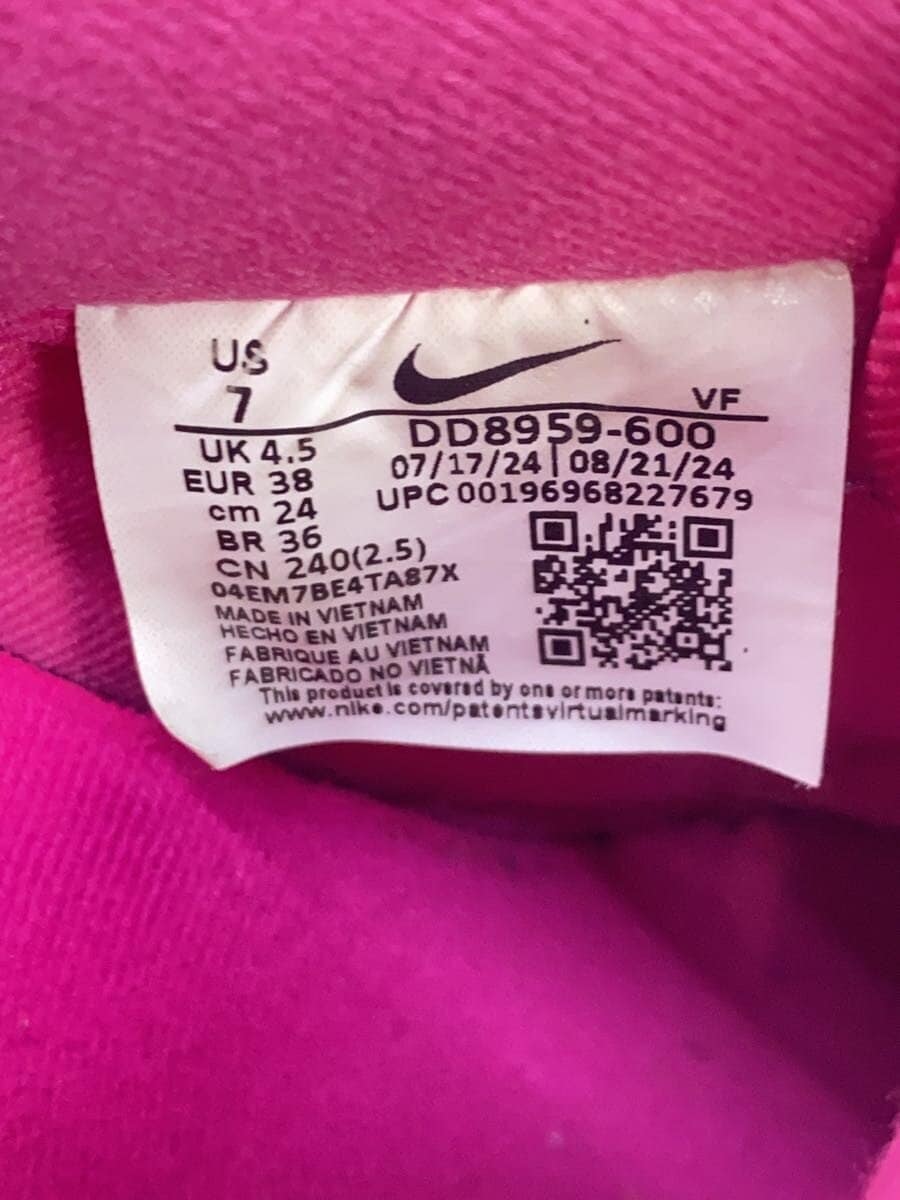 US
7
VF
UK 4.5
EUR 38
cm 24
BR 36
CN 240(2.5)
DD8959-600
07/17/24 | 08/21/24
UPC 00196968227679
04EM7BE4TA87X
MADE IN VIETNAM
HECHO EN VIETNAM
FABRIQUE AU VIETNAM
FABRICADO NO VIETNÃ
This product is covered by one or more patents:
www.nike.com/patentsvirtualmarking